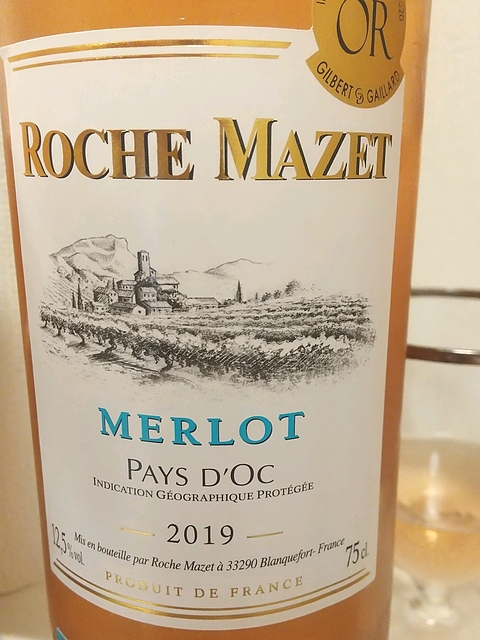 OR
GILBERT & GAILLARD
ROCHE MAZET
MERLOT
PAYS D'OC
INDICATION GÉOGRAPHIQUE PROTÉGÉE
2019
12,5% vol. Mis en bouteille par Roche Mazet à 33290 Blanquefort- France 75 cl
PRODUIT DE FRANCE